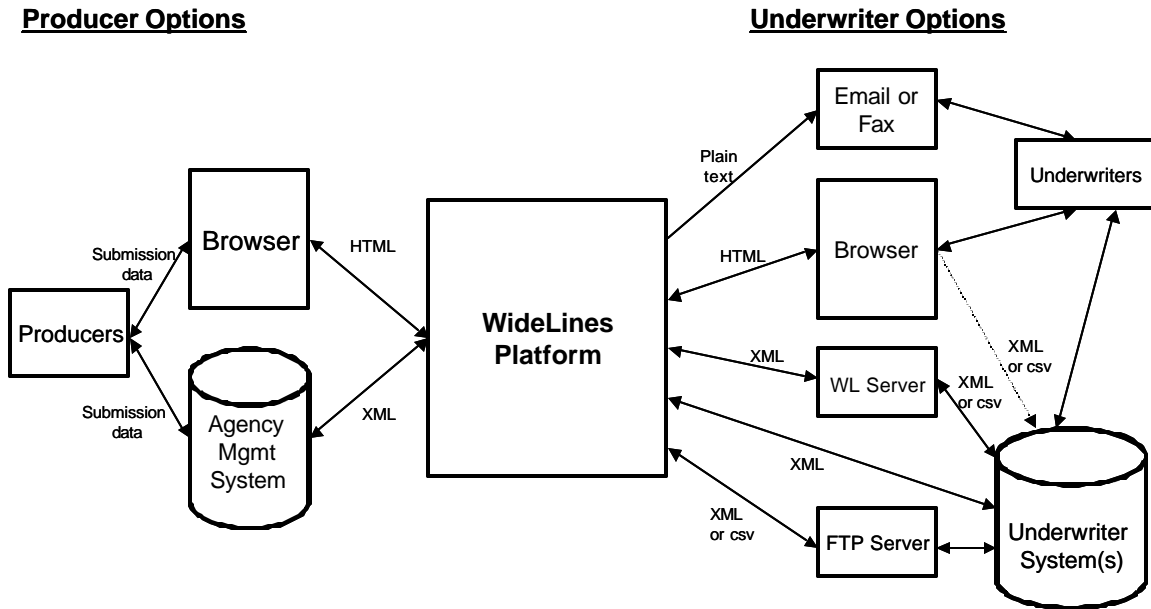 Producer Options
Underwriter Options
Email or
Fax
Plain
text
Underwriters
Browser
HTML
Submission
data
Browser
HTML
Producers
WideLines
Platform
XML
WL Server
XML
or csv
XML
or csv
Submission
data
Agency
Mgmt
System
XML
XML
XML
or csv
FTP Server
Underwriter
System(s)